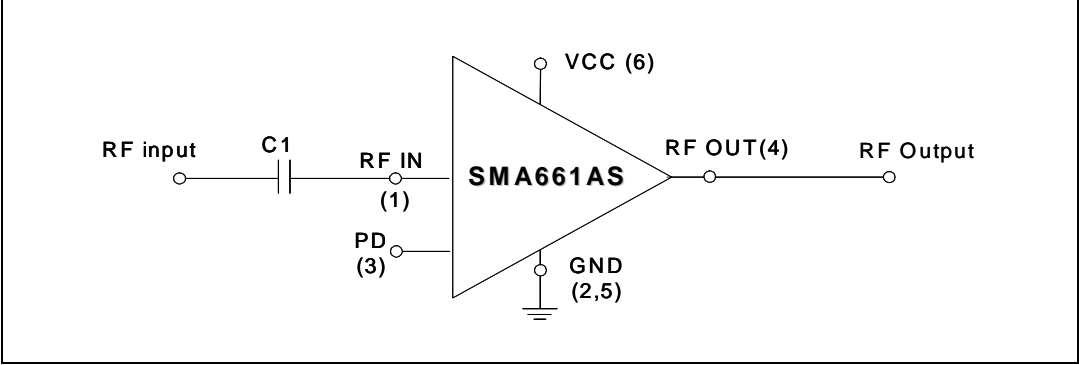 VCC (6)
RF input
C1
RF IN
(1)
SMA661AS
RF OUT(4)
RF Output
PD
(3)
GND
(2,5)